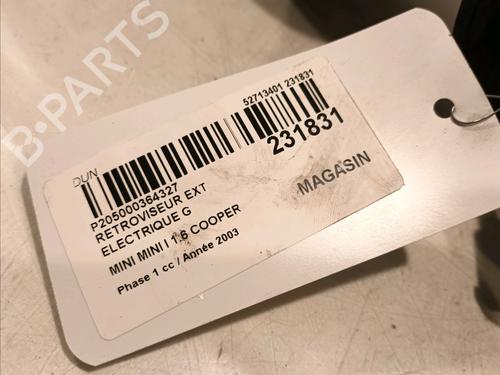 B-PARTS
52713401 231831
DUN
231831
P205000364327
RETROVISEUR EXT
ELECTRIQUE G
MAGASIN
MINI MINI I 1.6 COOPER
Phase 1 cc / Année 2003